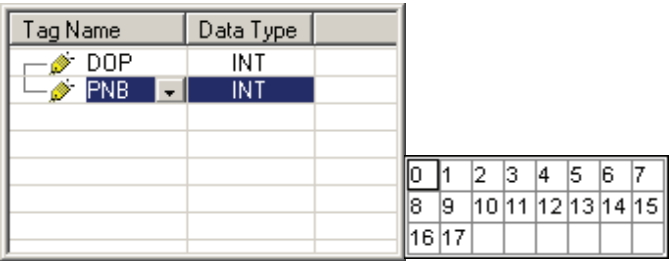 Tag Name Data Type
DOP INT
PNB INT
0 1 2 3 4 5 6 7
8 9 10 11 12 13 14 15
16 17